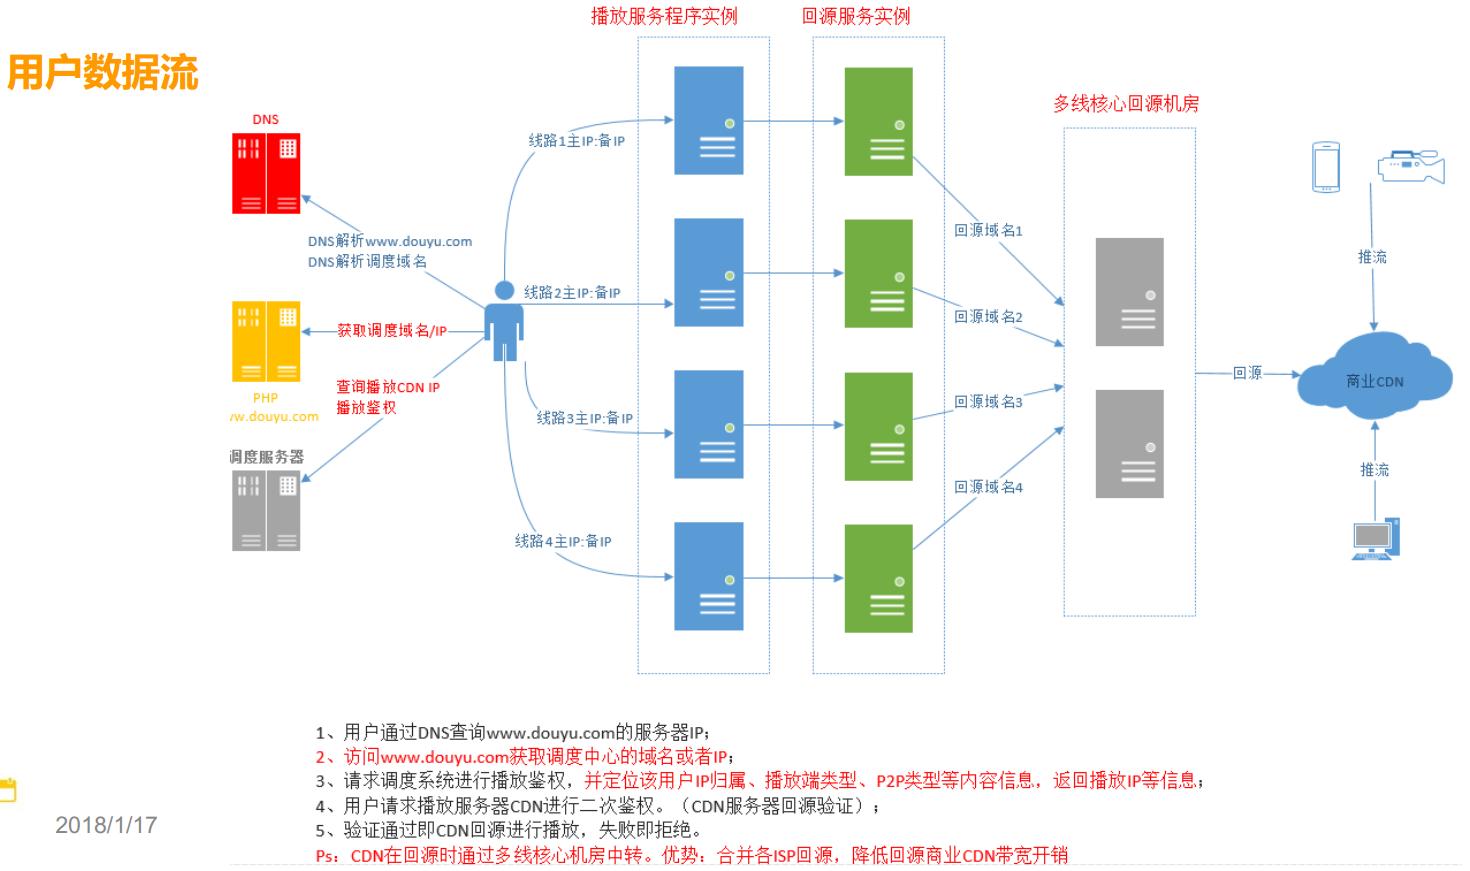 播放服务程序实例
回源服务实例
用户数据流
多线核心回源机房
DNS
线路1主IP:备IP
DNS解析www.douyu.com
DNS解析调度域名
回源域名1
推流
线路2主IP:备IP
回源域名2
获取调度域名/IP
查询播放CDN IP
播放鉴权
回源
商业CDN
PHP
w.douyu.com
回源域名3
线路3主IP:备IP
调度服务器
推流
回源域名4
线路4主IP:备IP
1、用户通过DNS查询www.douyu.com的服务器IP;
2、访问www.douyu.com获取调度中心的域名或者IP;
3、请求调度系统进行播放鉴权，并定位该用户IP归属、播放端类型、P2P类型等内容信息，返回播放IP等信息;
4、用户请求播放服务器CDN进行二次鉴权。（CDN服务器回源验证）;
5、验证通过即CDN回源进行播放，失败即拒绝。
Ps：CDN在回源时通过多线核心机房中转。优势：合并各ISP回源，降低回源商业CDN带宽开销
2018/1/17